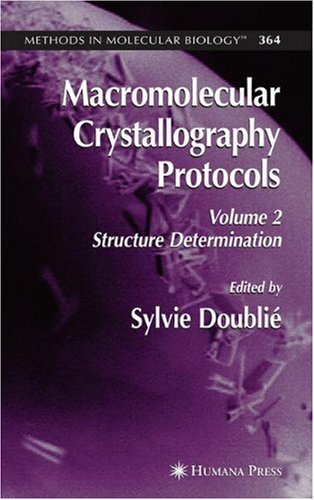 METHODS IN MOLECULAR BIOLOGY™ 364
Macromolecular
Crystallography
Protocols
Volume 2
Structure Determination
Edited by
Sylvie Doublié
HUMANA PRESS